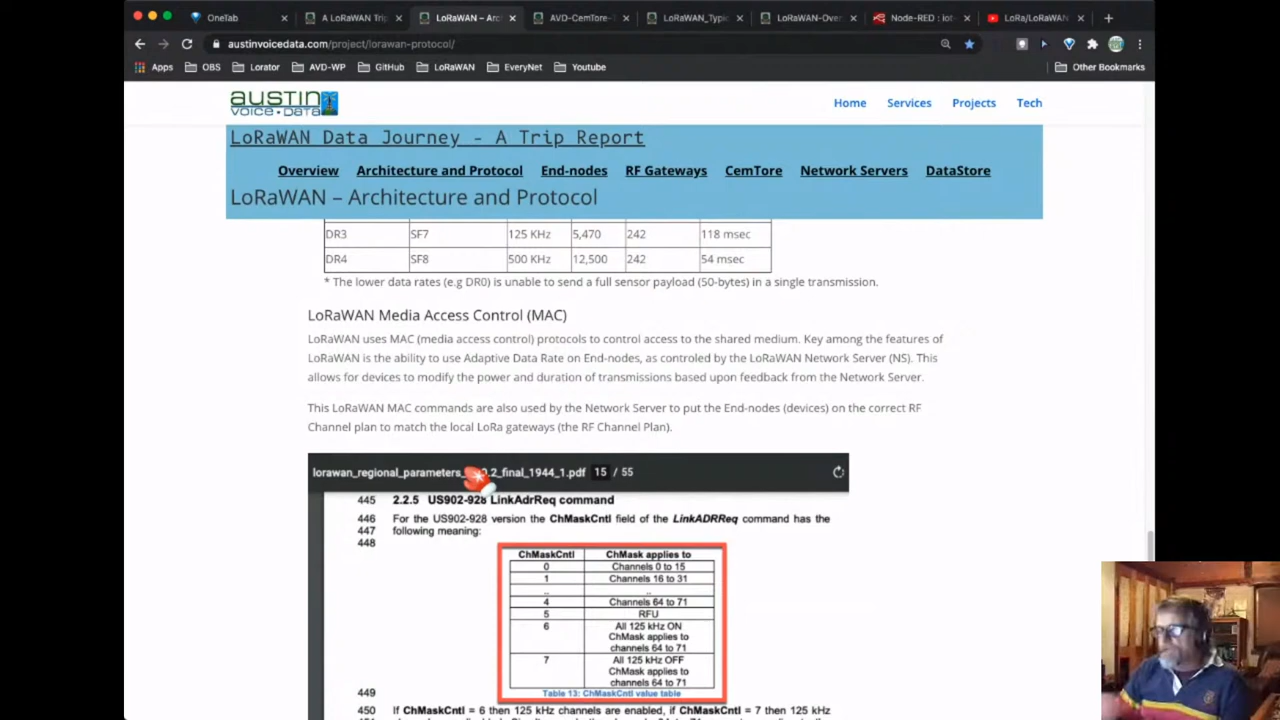 OneTab
A LoRaWAN Trip
LoRaWAN – Arc
AVD-CemTore-
LoRaWAN_Typic
LoRaWAN-Over
Node-RED : iot
LoRa/LoRaWAN
austinvoicedata.com/project/lorawan-protocol/
Apps
OBS
Lorator
AVD-WP
GitHub
LoRaWAN
EveryNet
Youtube
Other Bookmarks
AUSTIN
VOICE•DATA
Home
Services
Projects
Tech
LoRaWAN Data Journey - A Trip Report
Overview Architecture and Protocol End-nodes RF Gateways CemTore Network Servers DataStore
LoRaWAN – Architecture and Protocol
DR3 SF7 125 KHz 5,470 242 118 msec
DR4 SF8 500 KHz 12,500 242 54 msec
* The lower data rates (e.g DR0) is unable to send a full sensor payload (50-bytes) in a single transmission.
LoRaWAN Media Access Control (MAC)
LoRaWAN uses MAC (media access control) protocols to control access to the shared medium. Key among the features of
LoRaWAN is the ability to use Adaptive Data Rate on End-nodes, as controled by the LoRaWAN Network Server (NS). This
allows for devices to modify the power and duration of transmissions based upon feedback from the Network Server.
This LoRaWAN MAC commands are also used by the Network Server to put the End-nodes (devices) on the correct RF
Channel plan to match the local LoRa gateways (the RF Channel Plan).
lorawan_regional_parameters_ .2_final_1944_1.pdf 15 / 55
445 2.2.5 US902-928 LinkAdrReq command
446 For the US902-928 version the ChMaskCntl field of the LinkADRReq command has the
447 following meaning:
448
ChMaskCntl ChMask applies to
0 Channels 0 to 15
1 Channels 16 to 31
.. ..
4 Channels 64 to 71
5 RFU
6 All 125 kHz ON
ChMask applies to
channels 64 to 71
7 All 125 kHz OFF
ChMask applies to
channels 64 to 71
449 Table 13: ChMaskCntl value table
450 If ChMaskCntl = 6 then 125 kHz channels are enabled, if ChMaskCntl = 7 then 125 kHz